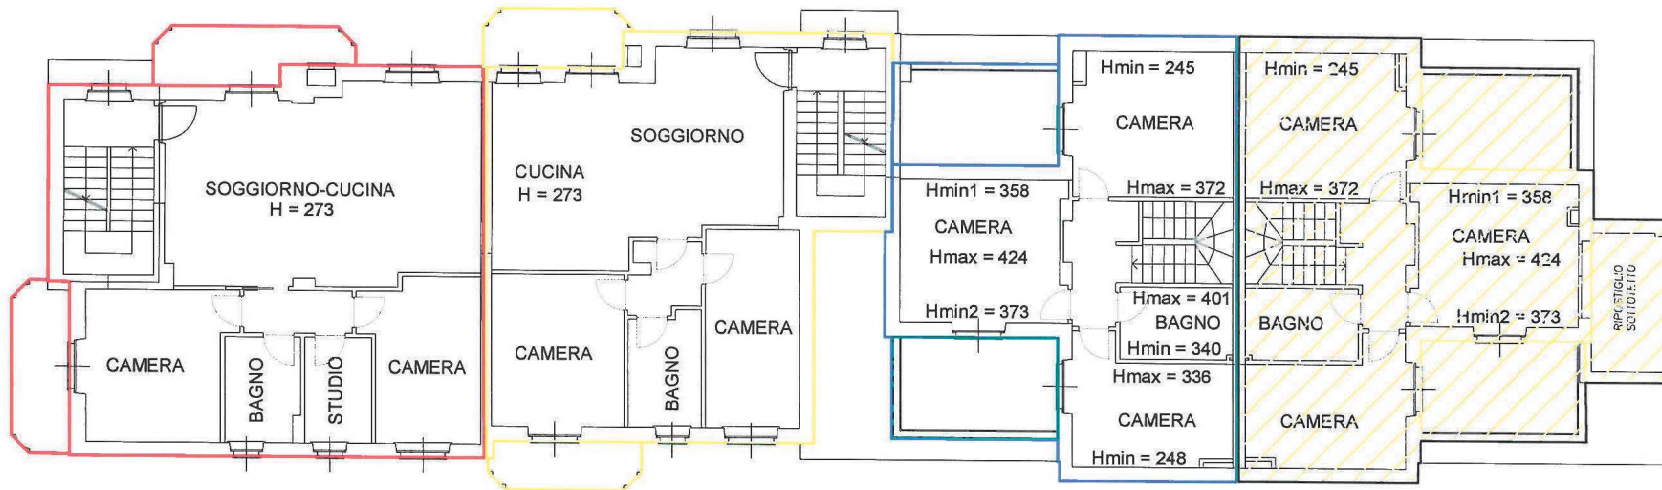 SOGGIORNO-CUCINA
H = 273
CAMERA
BAGNO
STUDIO
CAMERA
SOGGIORNO
CUCINA
H = 273
CAMERA
BAGNO
CAMERA
Hmin = 245
CAMERA
Hmax = 372
Hmin1 = 358
CAMERA
Hmax = 424
Hmin2 = 373
Hmax = 401
BAGNO
Hmin = 340
Hmax = 336
CAMERA
Hmin = 248
Hmin = 245
CAMERA
Hmax = 372
Hmin1 = 358
CAMERA
Hmax = 424
Hmin2 = 373
BAGNO
CAMERA
RIPOSTIGLIO
SOTTOTETTO